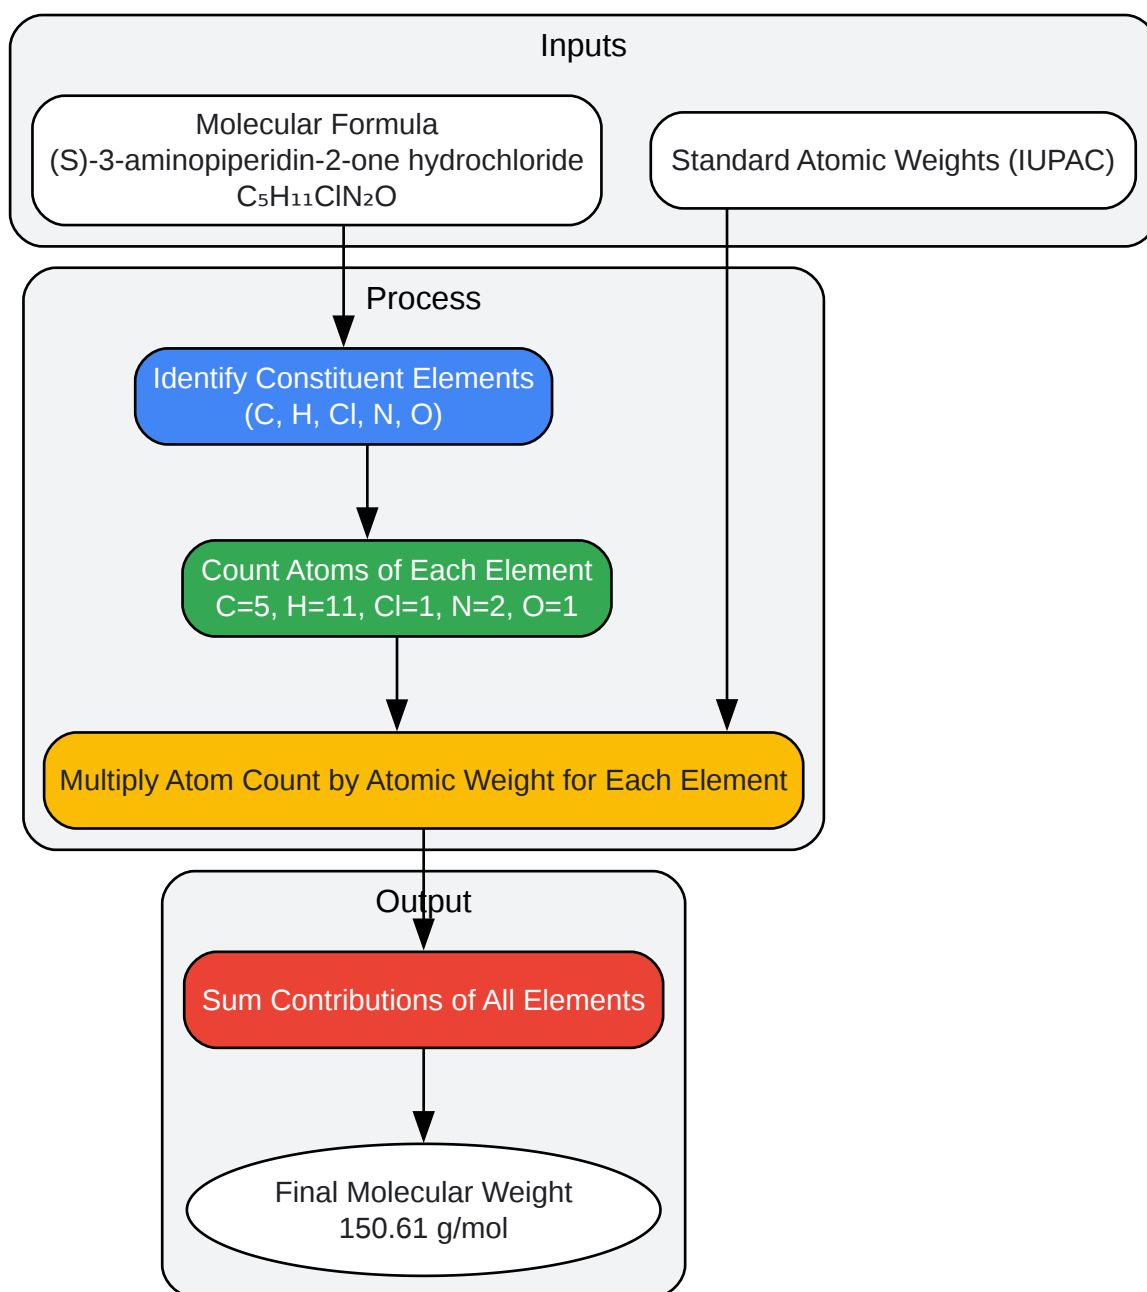 Inputs
Molecular Formula
(S)-3-aminopiperidin-2-one hydrochloride
C₅H₁₁ClN₂O
Standard Atomic Weights (IUPAC)
Process
Identify Constituent Elements
(C, H, Cl, N, O)
Count Atoms of Each Element
C=5, H=11, Cl=1, N=2, O=1
Multiply Atom Count by Atomic Weight for Each Element
Output
Sum Contributions of All Elements
Final Molecular Weight
150.61 g/mol